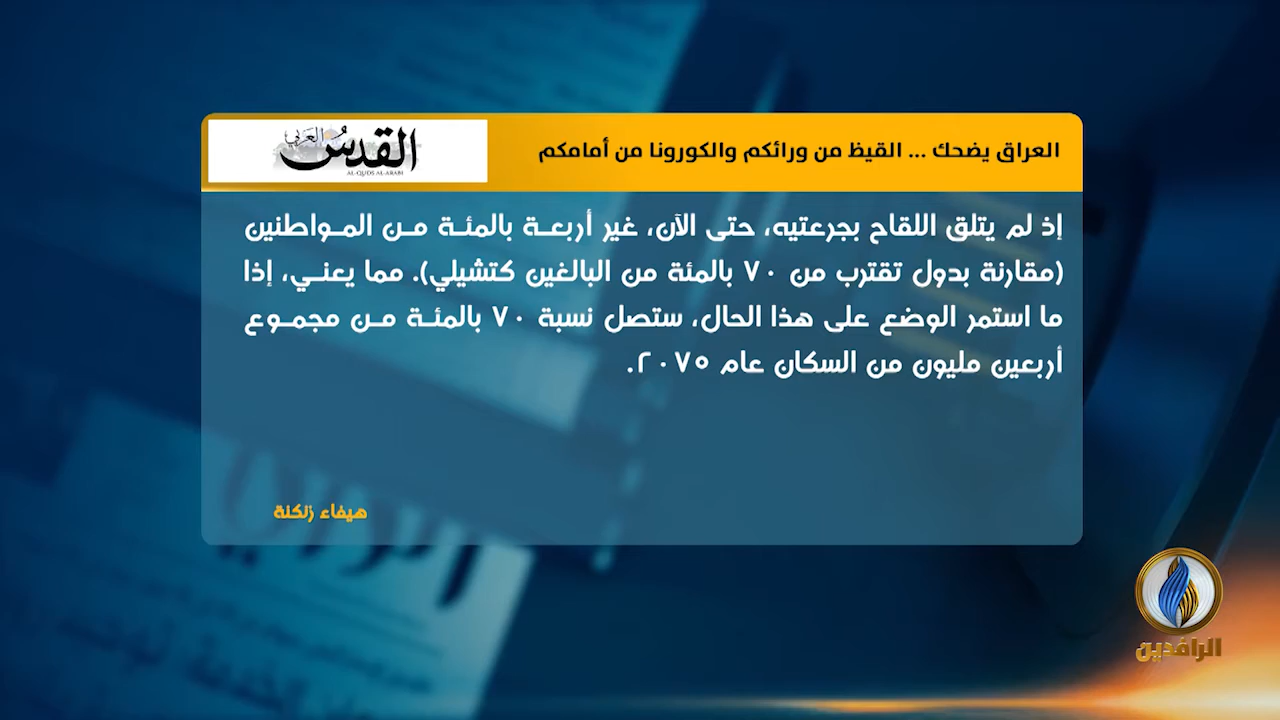 العراق يضحك ... القيظ من ورائكم والكورونا من أمامكم
القدس العربي
AL-QUDS AL-ARABI
إذ لم يتلق اللقاح بجرعتيه، حتى الآن، غير أربعة بالمئة من المواطنين
(مقارنة بدول تقترب من ٧٠ بالمئة من البالغين كتشيلي). مما يعني، إذا
ما استمر الوضع على هذا الحال، ستصل نسبة ٧٠ بالمئة من مجموع
أربعين مليون من السكان عام ٢٠٧٥.
هيفاء زنكنة
الرافدين